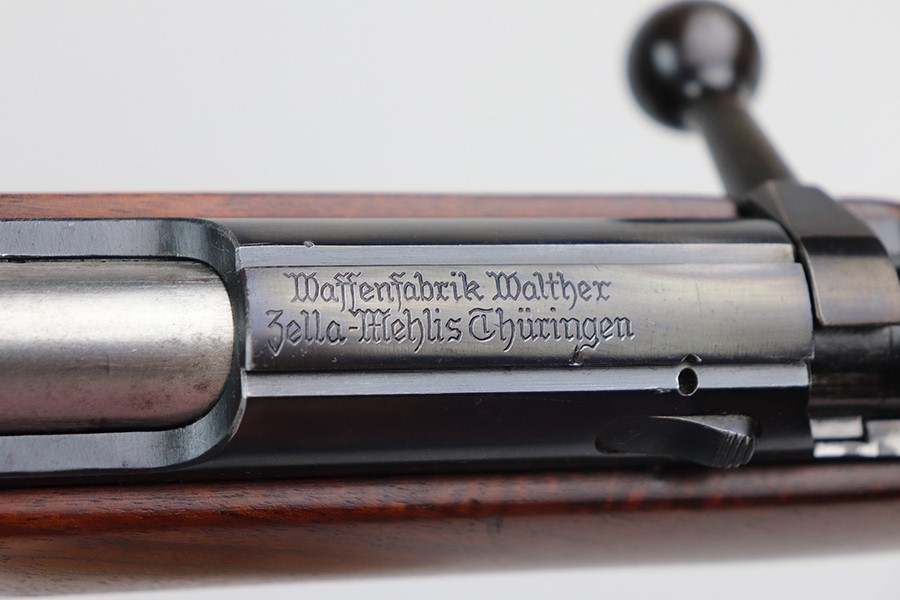 Waffenfabrik Walther
Zella-Mehlis Thüringen